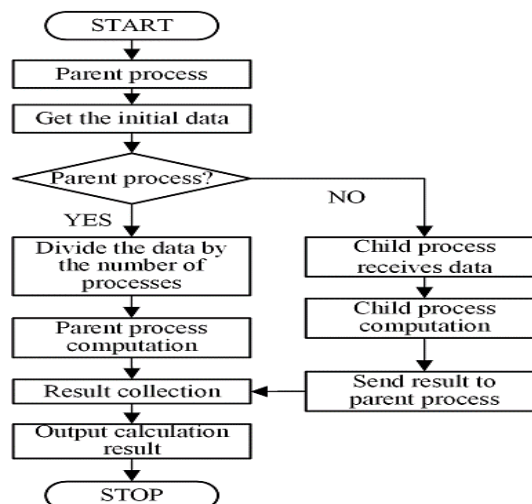 START
Parent process
Get the initial data
Parent process?
NO
YES
Divide the data by
the number of
processes
Child process
receives data
Parent process
computation
Child process
computation
Result collection
Send result to
parent process
Output calculation
result
STOP